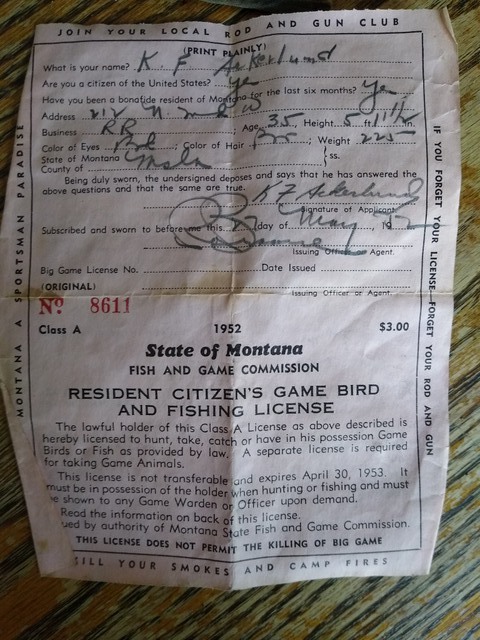 JOIN YOUR LOCAL ROD AND GUN CLUB
(PRINT PLAINLY)
What is your name? K F Askerlund
Are you a citizen of the United States? Yes
Have you been a bonafide resident of Montana for the last six months? Yes
Address 212 N
Business RR ; Age 35, Height 5 ft 11 1/2
Color of Eyes ; Color of Hair ; Weight 225
State of Montana } ss.
County of Msla
Being duly sworn, the undersigned deposes and says that he has answered the
above questions and that the same are true. K F
Signature of Applicant
Subscribed and sworn to before me this day of May, 19
Issuing Officer Agent.
Big Game License No. Date Issued
(ORIGINAL) Issuing Officer or Agent.
No. 8611
Class A 1952 $3.00
State of Montana
FISH AND GAME COMMISSION
RESIDENT CITIZEN'S GAME BIRD
AND FISHING LICENSE
The lawful holder of this Class A License as above described is
hereby licensed to hunt, take, catch or have in his possession Game
Birds or Fish as provided by law. A separate license is required
for taking Game Animals.
This license is not transferable and expires April 30, 1953. It
must be in possession of the holder when hunting or fishing and must
be shown to any Game Warden or Officer upon demand.
Read the information on back of this license.
ued by authority of Montana State Fish and Game Commission.
THIS LICENSE DOES NOT PERMIT THE KILLING OF BIG GAME
ILL YOUR SMOKES AND CAMP FIRES
MONTANA A SPORTSMAN PARADISE
IF YOU FORGET YOUR LICENSE—FORGET YOUR ROD AND GUN